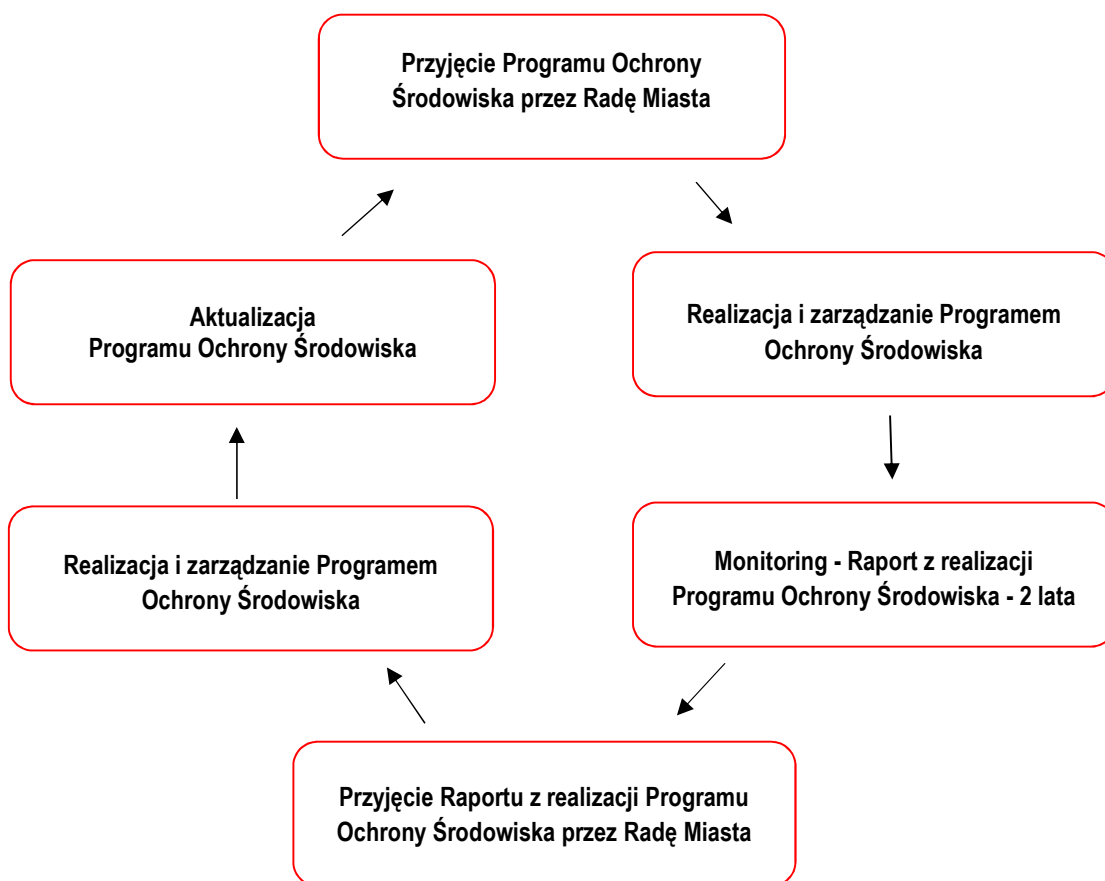 Przyjęcie Programu Ochrony
Środowiska przez Radę Miasta
Aktualizacja
Programu Ochrony Środowiska
Realizacja i zarządzanie Programem
Ochrony Środowiska
Realizacja i zarządzanie Programem
Ochrony Środowiska
Monitoring - Raport z realizacji
Programu Ochrony Środowiska - 2 lata
Przyjęcie Raportu z realizacji Programu
Ochrony Środowiska przez Radę Miasta